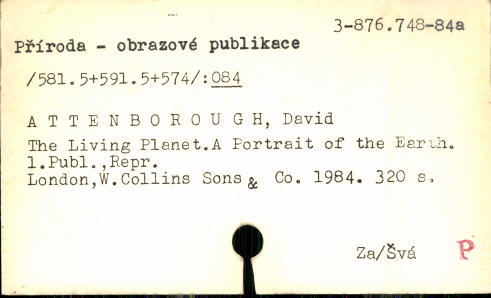 3-876.748-84a
Příroda - obrazové publikace
/581.5+591.5+574/:084
A T T E N B O R O U G H, David
The Living Planet.A Portrait of the Earth.
1.Publ.,Repr.
London,W.Collins Sons & Co. 1984. 320 s.
Za/Švá
P